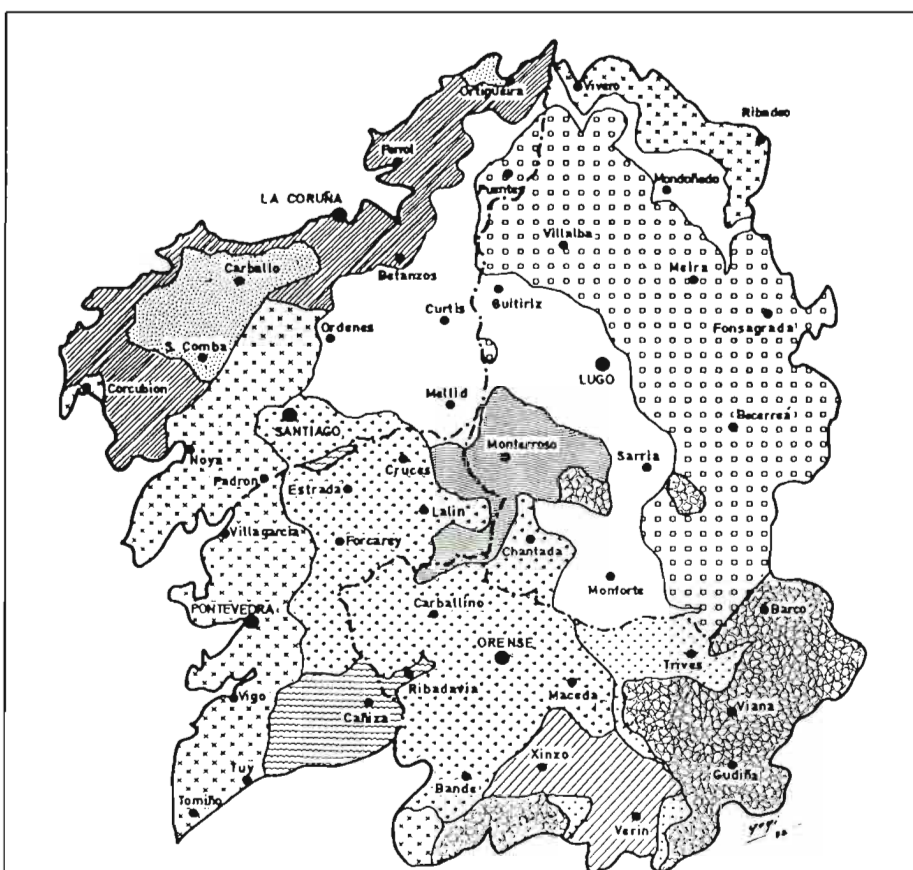 Ortigueira
Vivero
Ribadeo
Ferrol
Puentes
Mondoñedo
LA CORUÑA
Villalba
Betanzos
Carballo
Meira
Curtis
Guitiriz
Fonsagrada
Ordenes
S. Comba
LUGO
Corcubion
Mellid
SANTIAGO
Becerreá
Monterroso
Noya
Cruces
Sarria
Padron
Estrada
Lalin
Villagarcia
Forcarey
Chantada
Monforte
PONTEVEDRA
Carballino
Barco
ORENSE
Trives
Ribadavia
Maceda
Vigo
Cañiza
Viana
Xinzo
Tuy
Bande
Gudiña
Tomiño
Verin